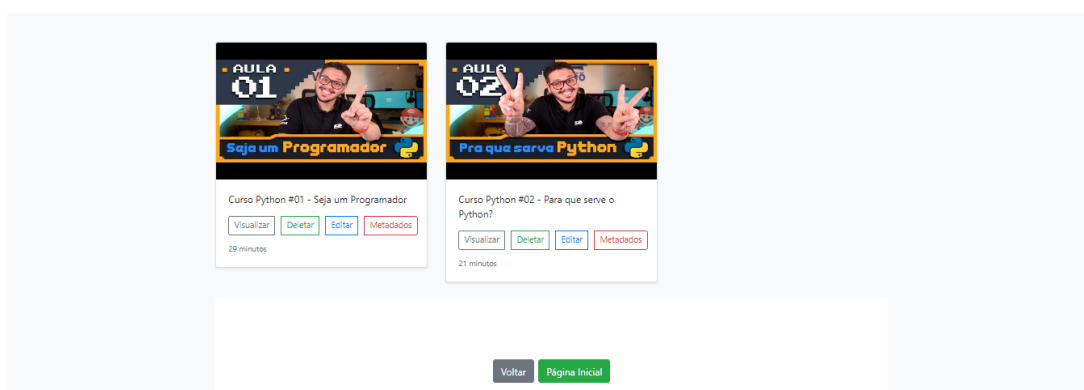 AULA
01
Seja um Programador
AULA
02
Pra que serve Python
Curso Python #01 - Seja um Programador
Visualizar Deletar Editar Metadados
29 minutos
Curso Python #02 - Para que serve o
Python?
Visualizar Deletar Editar Metadados
21 minutos
Voltar Página Inicial